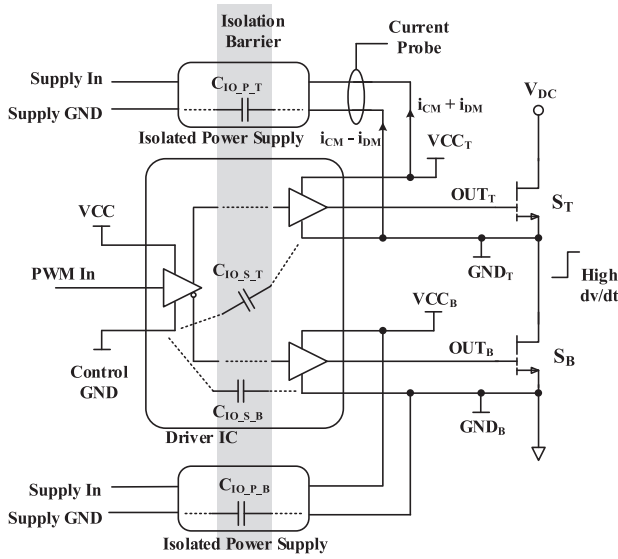 Isolation
Barrier
Current
Probe
Supply In
C_IO_P_T
Supply GND
V_DC
i_CM + i_DM
Isolated Power Supply
i_CM - i_DM
VCC_T
VCC
OUT_T
S_T
C_IO_S_T
PWM In
GND_T
High
dv/dt
VCC_B
OUT_B
S_B
Control
GND
C_IO_S_B
GND_B
Driver IC
Supply In
C_IO_P_B
Supply GND
Isolated Power Supply